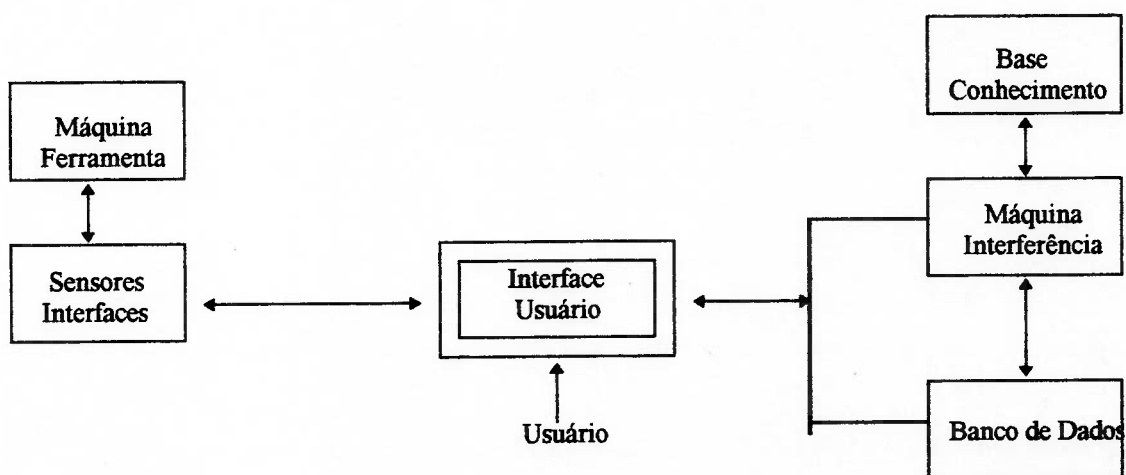 Base
Conhecimento
Máquina
Ferramenta
Máquina
Interferência
Sensores
Interfaces
Interface
Usuário
Usuário
Banco de Dados